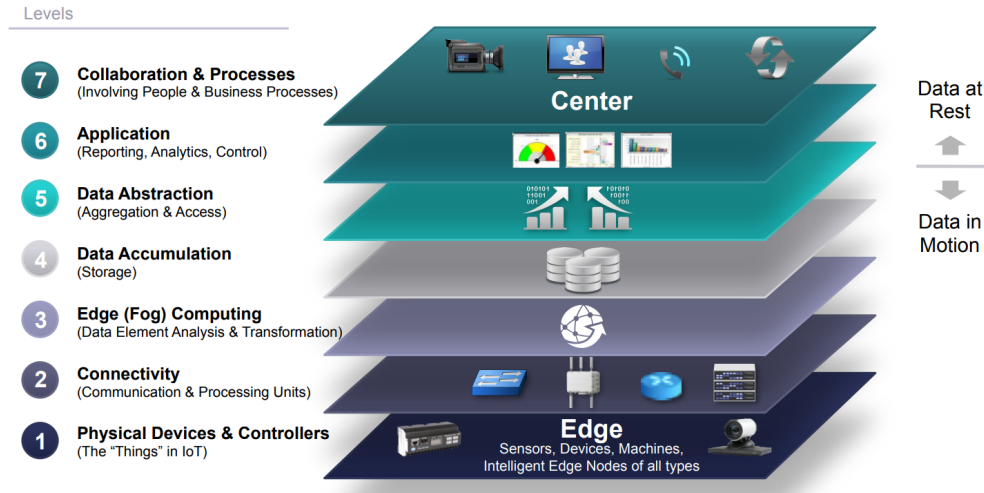 Levels
7
Collaboration & Processes
(Involving People & Business Processes)
6
Application
(Reporting, Analytics, Control)
5
Data Abstraction
(Aggregation & Access)
4
Data Accumulation
(Storage)
3
Edge (Fog) Computing
(Data Element Analysis & Transformation)
2
Connectivity
(Communication & Processing Units)
1
Physical Devices & Controllers
(The “Things” in IoT)
Center
010101
11001
001
Edge
Sensors, Devices, Machines,
Intelligent Edge Nodes of all types
Data at
Rest
Data in
Motion